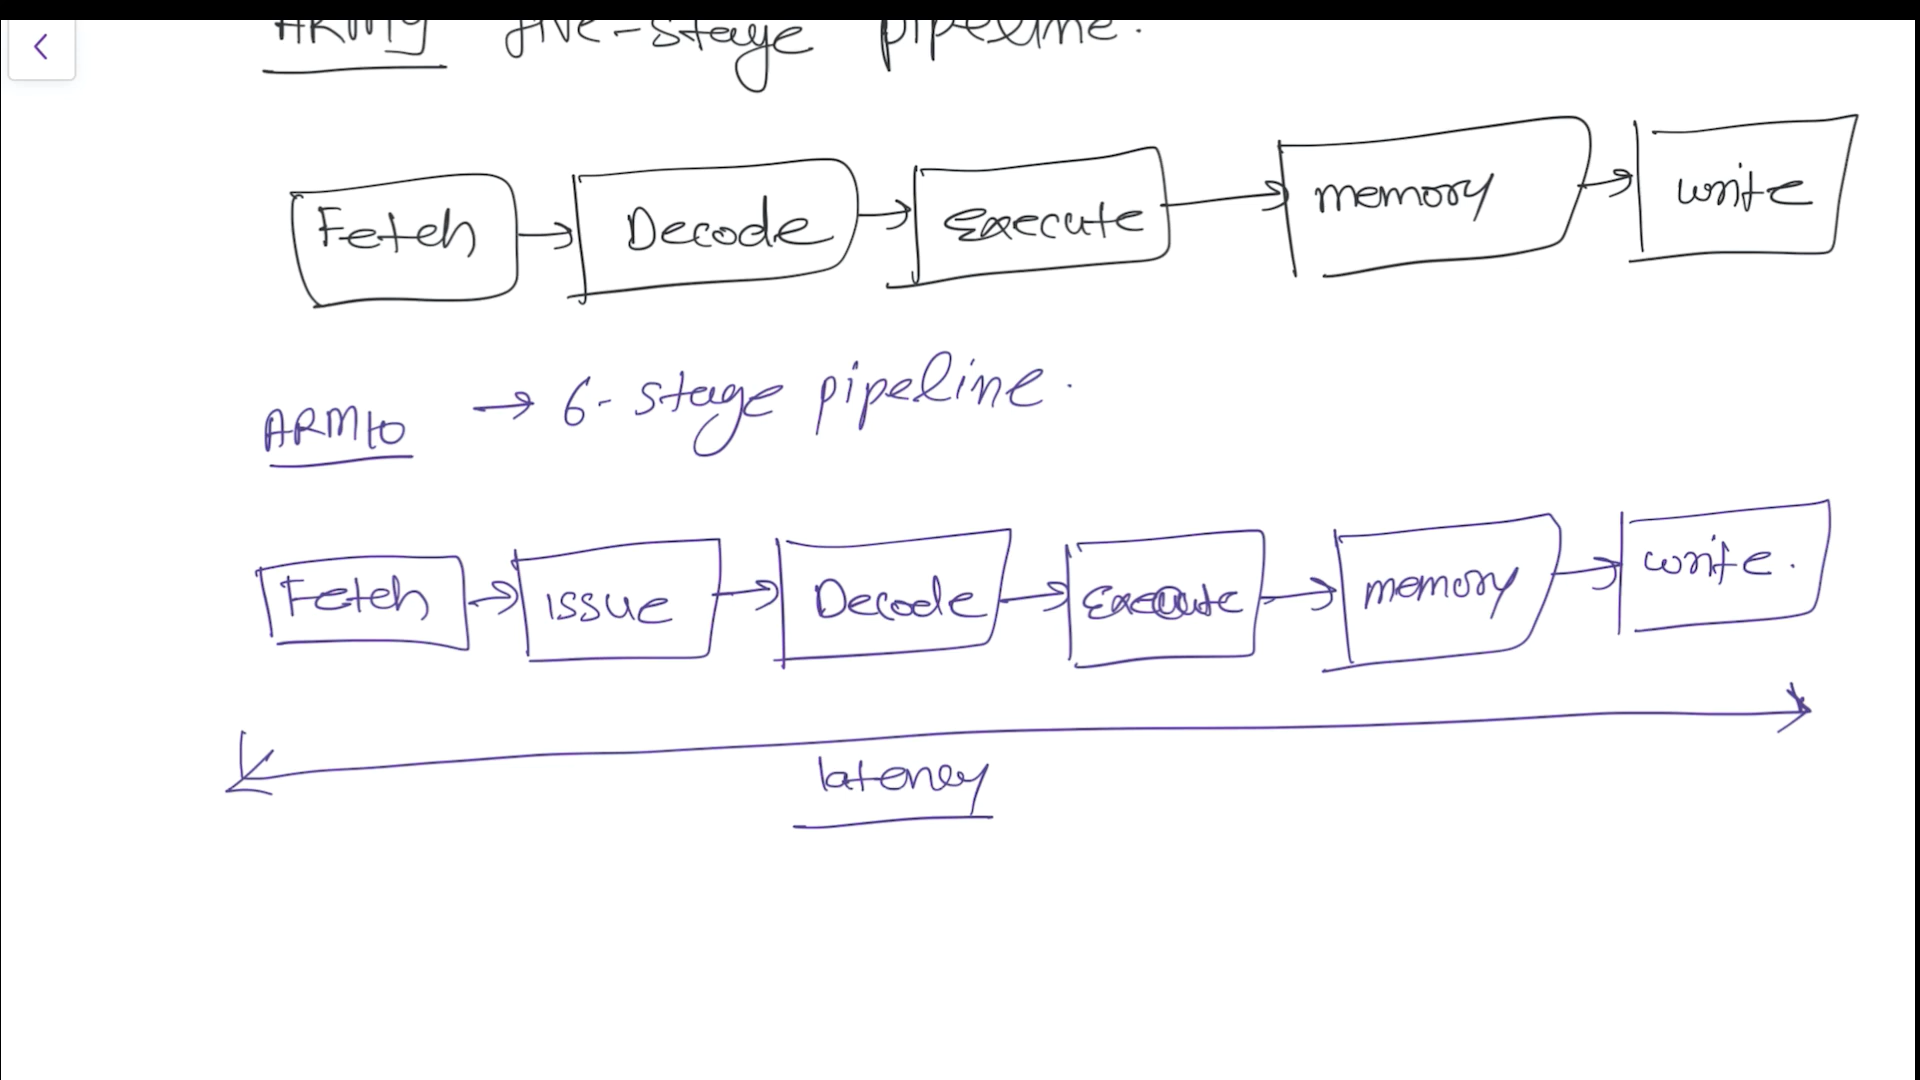 ARM9 five-stage pipeline.
Fetch → Decode → Execute → memory → write
ARM10 → 6-stage pipeline.
Fetch → issue → Decode → Execute → memory → write.
latency